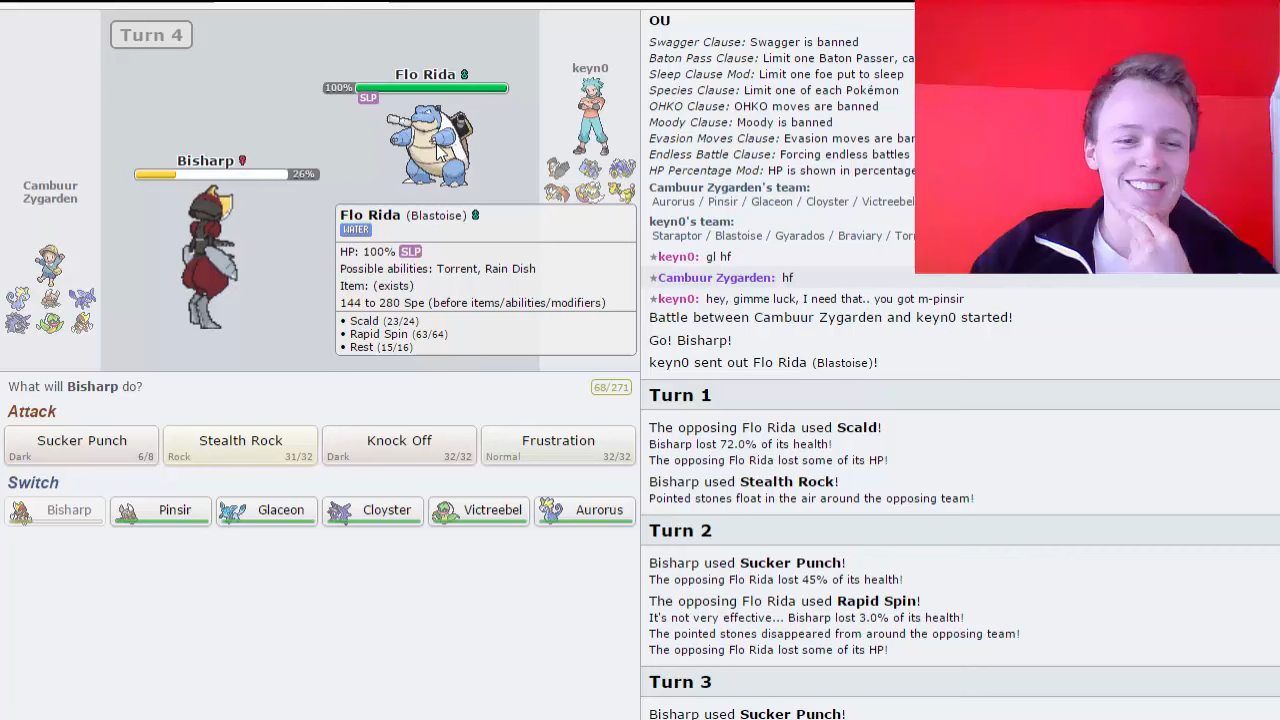 Turn 4
Flo Rida
100%
SLP
keyn0
Bisharp
26%
Cambuur
Zygarden
Flo Rida (Blastoise)
WATER
HP: 100% SLP
Possible abilities: Torrent, Rain Dish
Item: (exists)
144 to 280 Spe (before items/abilities/modifiers)
• Scald (23/24)
• Rapid Spin (63/64)
• Rest (15/16)
What will Bisharp do?
68/271
Attack
Sucker Punch
Dark 6/8
Stealth Rock
Rock 31/32
Knock Off
Dark 32/32
Frustration
Normal 32/32
Switch
Bisharp
Pinsir
Glaceon
Cloyster
Victreebel
Aurorus
OU
Swagger Clause: Swagger is banned
Baton Pass Clause: Limit one Baton Passer, ca
Sleep Clause Mod: Limit one foe put to sleep
Species Clause: Limit one of each Pokémon
OHKO Clause: OHKO moves are banned
Moody Clause: Moody is banned
Evasion Moves Clause: Evasion moves are ban
Endless Battle Clause: Forcing endless battles
HP Percentage Mod: HP is shown in percentage
Cambuur Zygarden's team:
Aurorus / Pinsir / Glaceon / Cloyster / Victreebel
keyn0's team:
Staraptor / Blastoise / Gyarados / Braviary / Torn
★keyn0: gl hf
★Cambuur Zygarden: hf
★keyn0: hey, gimme luck, I need that.. you got m-pinsir
Battle between Cambuur Zygarden and keyn0 started!
Go! Bisharp!
keyn0 sent out Flo Rida (Blastoise)!
Turn 1
The opposing Flo Rida used Scald!
Bisharp lost 72.0% of its health!
The opposing Flo Rida lost some of its HP!
Bisharp used Stealth Rock!
Pointed stones float in the air around the opposing team!
Turn 2
Bisharp used Sucker Punch!
The opposing Flo Rida lost 45% of its health!
The opposing Flo Rida used Rapid Spin!
It's not very effective... Bisharp lost 3.0% of its health!
The pointed stones disappeared from around the opposing team!
The opposing Flo Rida lost some of its HP!
Turn 3
Bisharp used Sucker Punch!